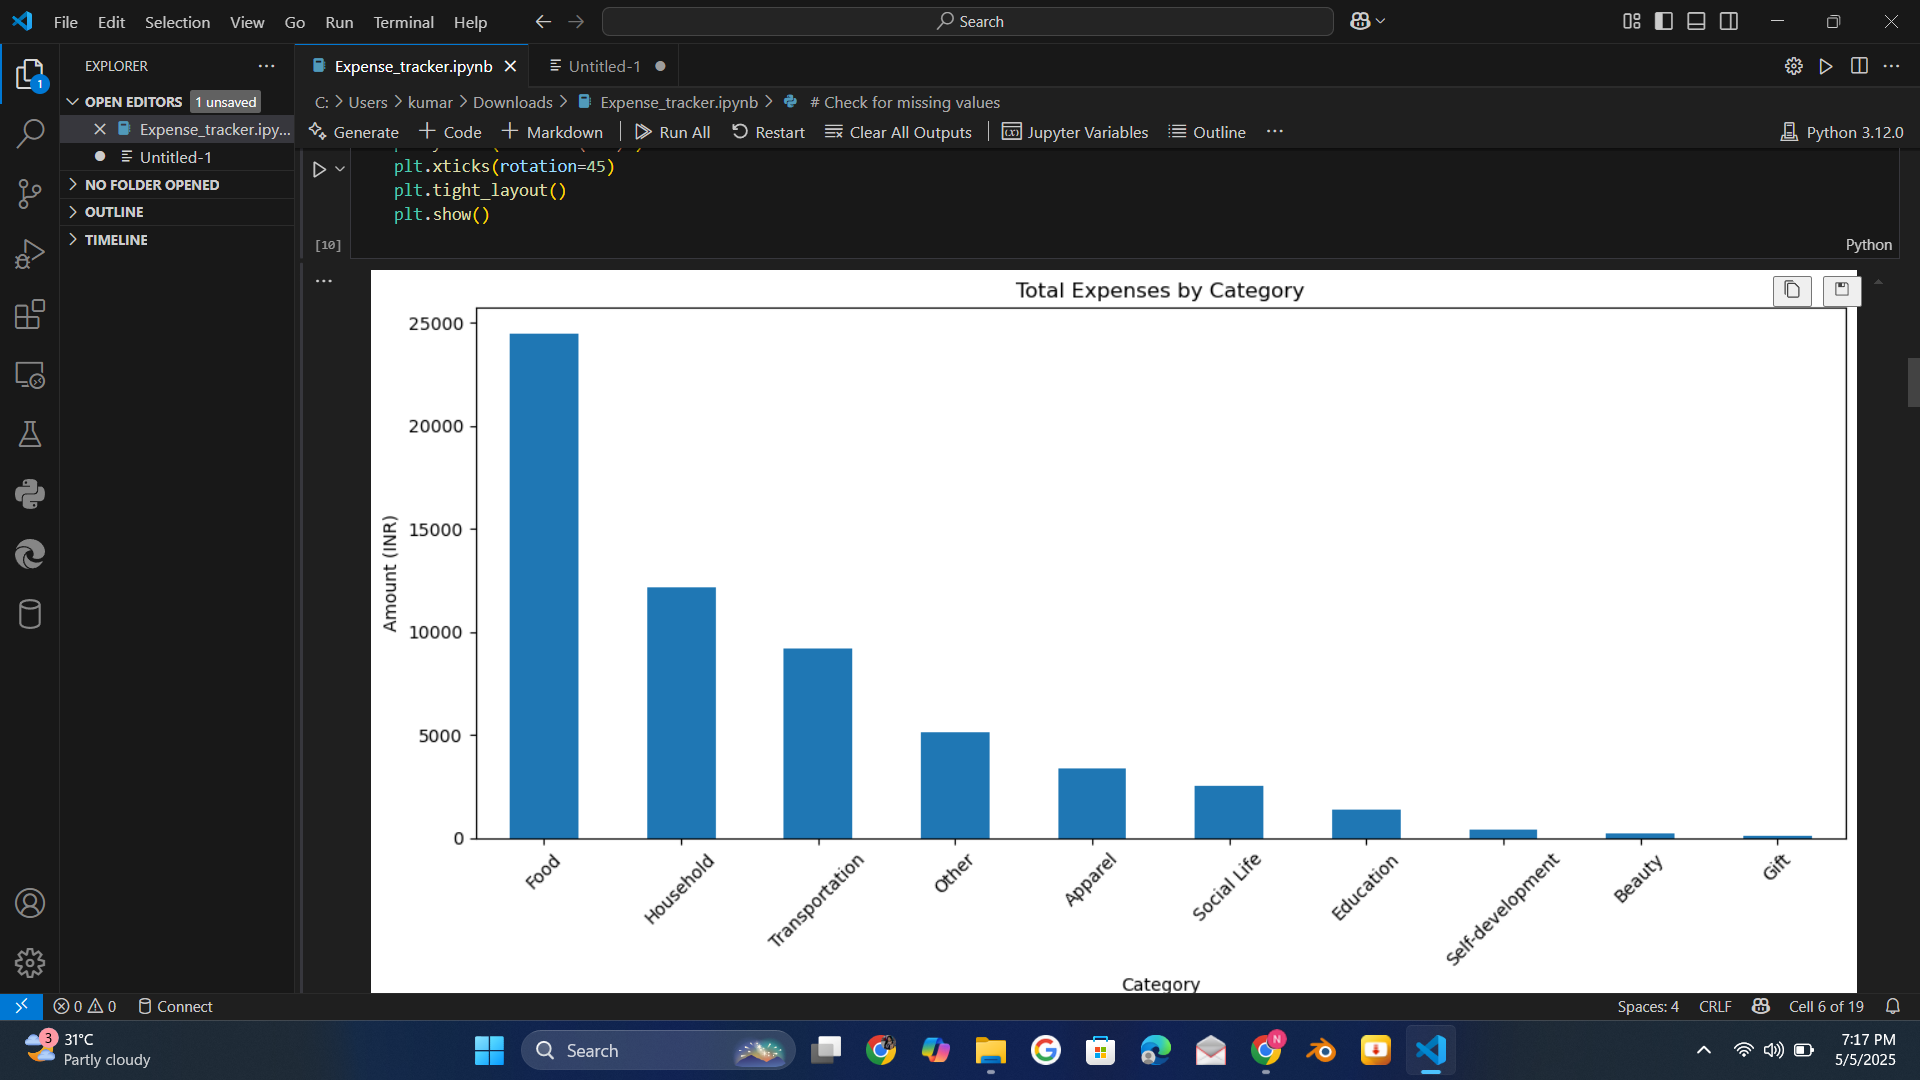 File Edit Selection View Go Run Terminal Help
Search
EXPLORER
Expense_tracker.ipynb
Untitled-1
1
OPEN EDITORS 1 unsaved
Expense_tracker.ipy...
Untitled-1
NO FOLDER OPENED
OUTLINE
TIMELINE
C: > Users > kumar > Downloads > Expense_tracker.ipynb > # Check for missing values
Generate + Code + Markdown Run All Restart Clear All Outputs Jupyter Variables Outline ... Python 3.12.0
plt.xticks(rotation=45)
plt.tight_layout()
plt.show()
[10]
Python
Total Expenses by Category
25000
20000
15000
10000
5000
0
Amount (INR)
Food
Household
Transportation
Other
Apparel
Social Life
Education
Self-development
Beauty
Gift
Category
0 0 Connect
Spaces: 4 CRLF Cell 6 of 19
3
31°C
Partly cloudy
Search
N
7:17 PM
5/5/2025